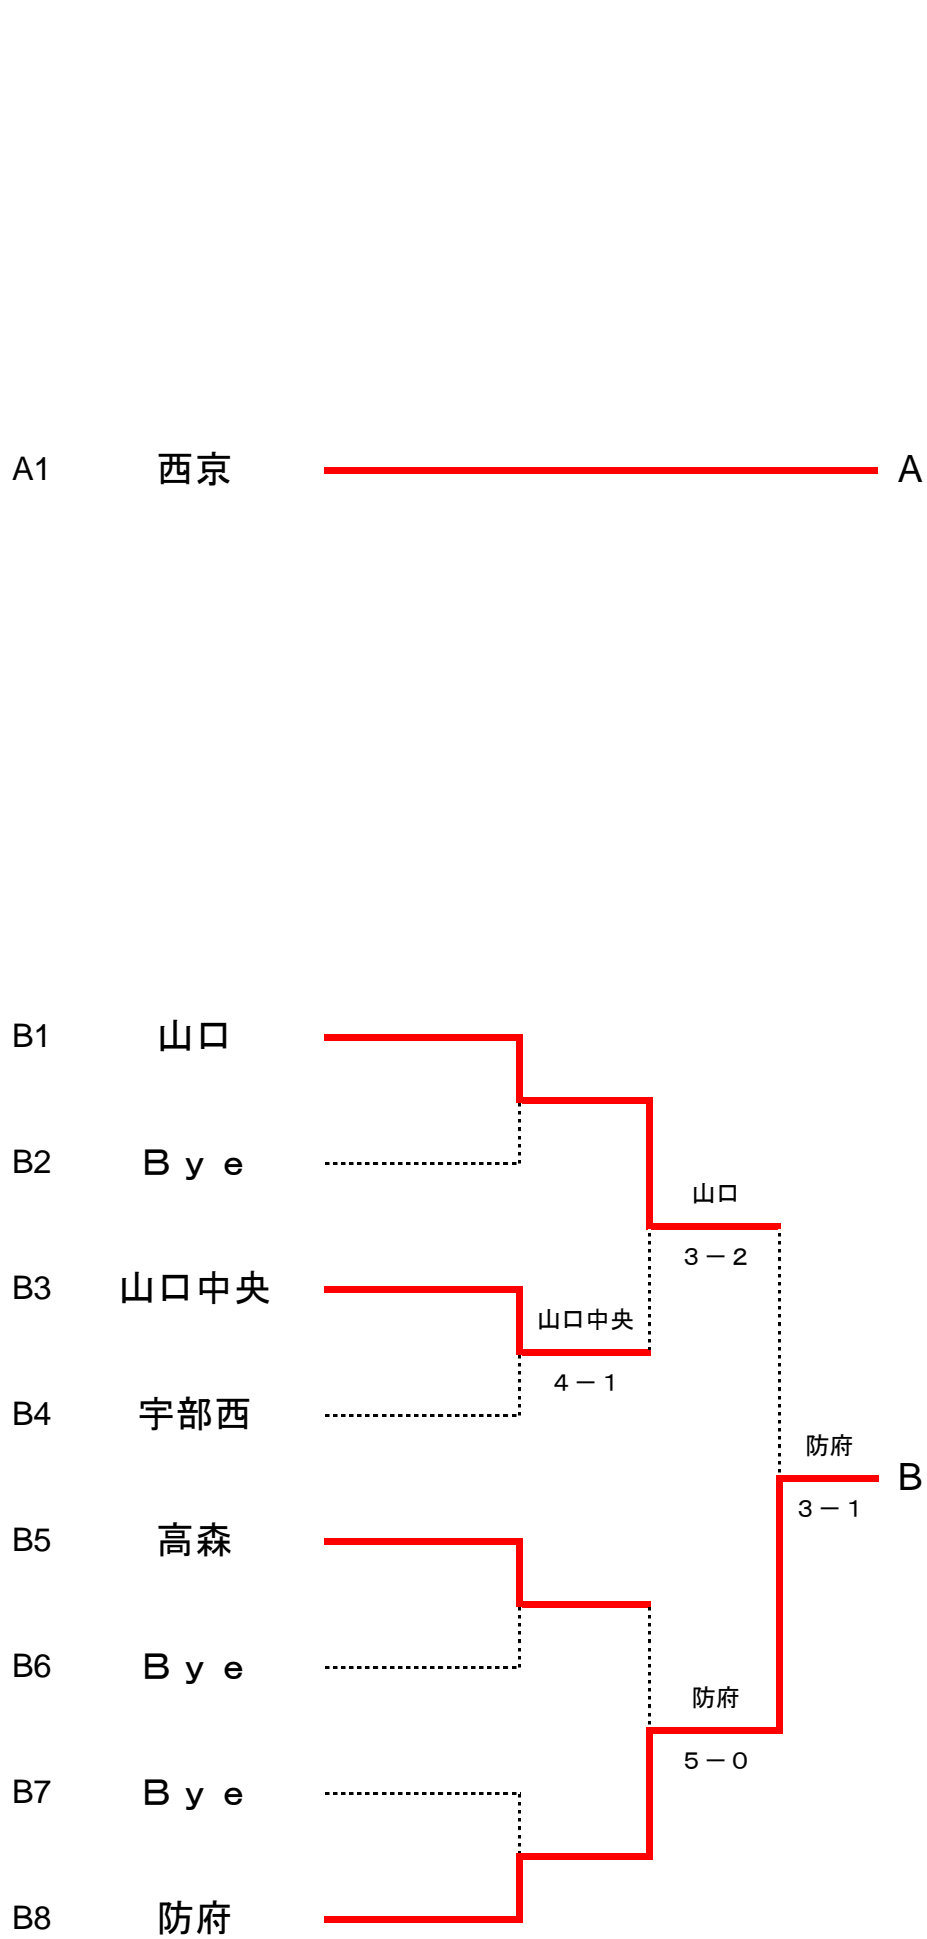 A1 西京 A
B1 山口
B2 Ｂｙｅ
山口
B3 山口中央 3－2
山口中央
4－1
B4 宇部西
防府
B
3－1
B5 高森
B6 Ｂｙｅ
防府
5－0
B7 Ｂｙｅ
B8 防府